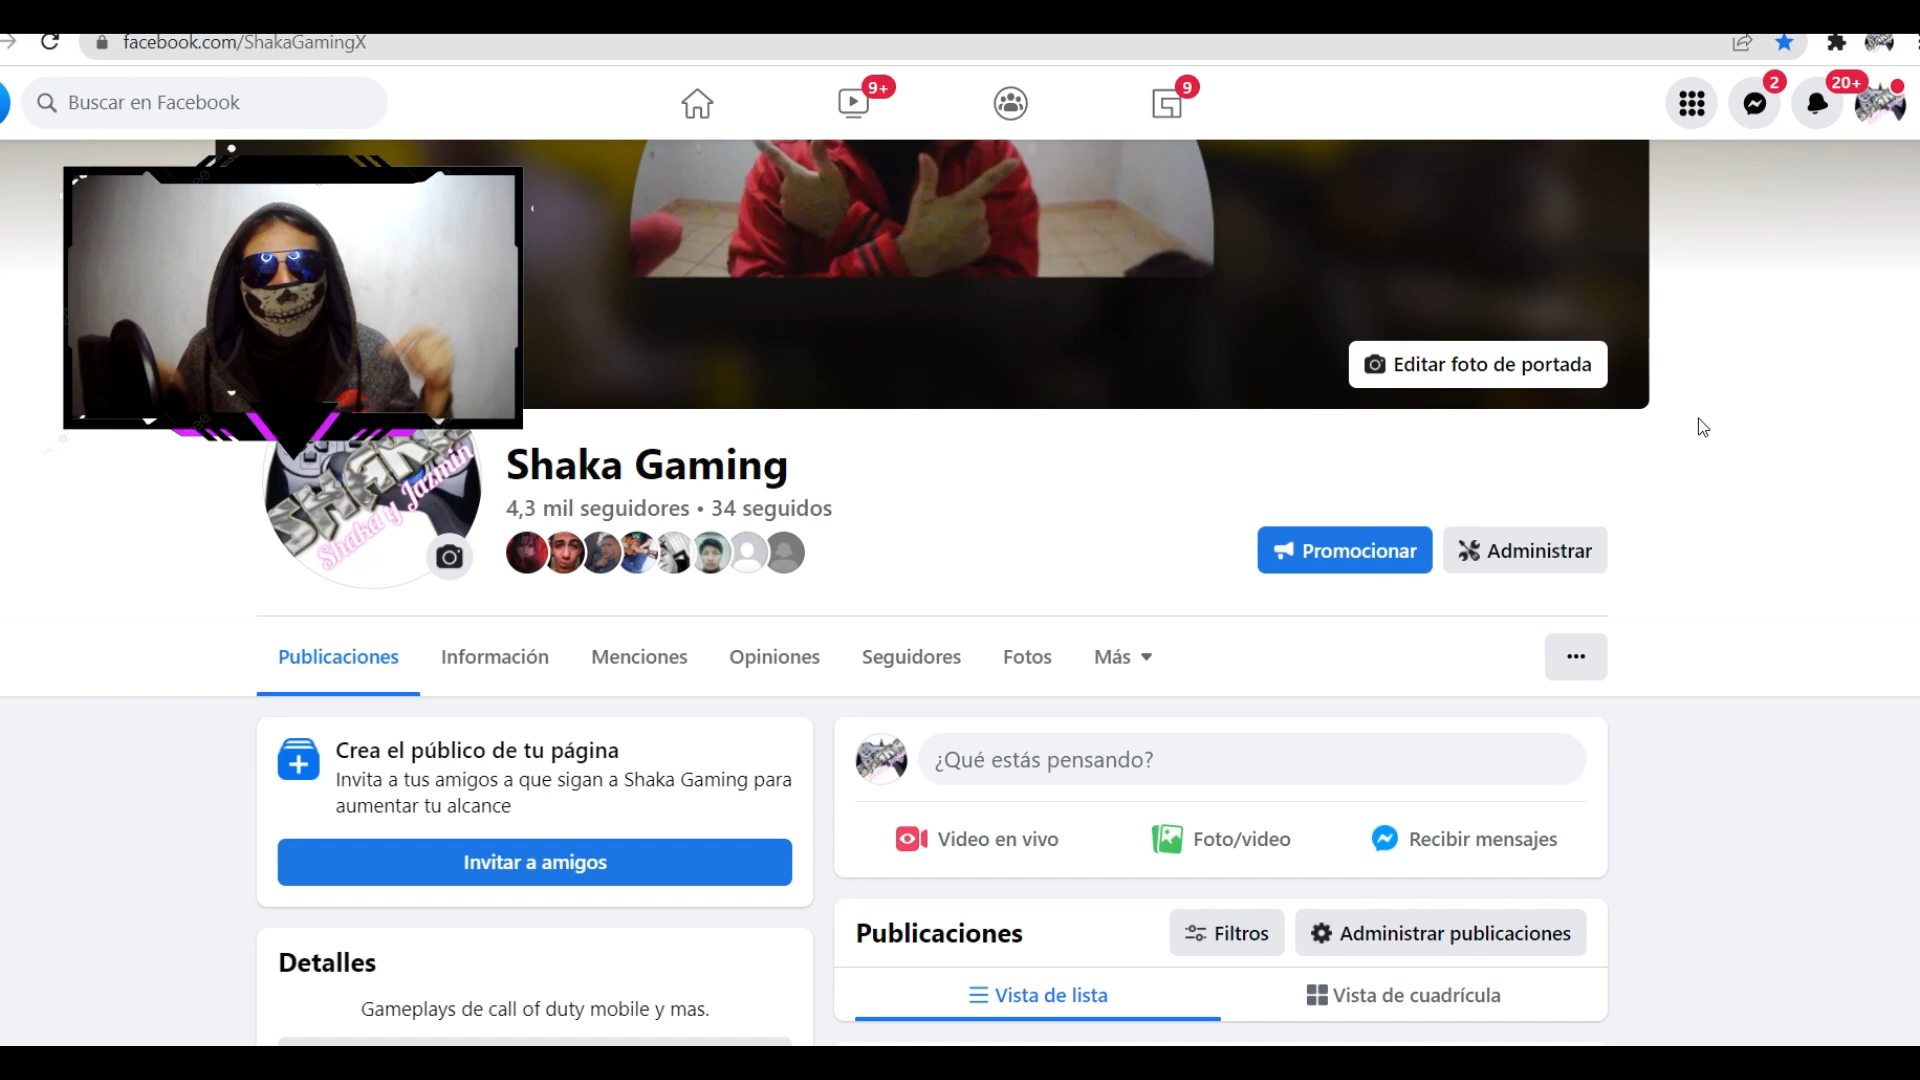 facebook.com/ShakaGamingX
Buscar en Facebook
9+
9
2
20+
Editar foto de portada
SHAKA
Shaka y Jazmin
Shaka Gaming
4,3 mil seguidores • 34 seguidos
Promocionar
Administrar
Publicaciones
Información
Menciones
Opiniones
Seguidores
Fotos
Más
Crea el público de tu página
Invita a tus amigos a que sigan a Shaka Gaming para
aumentar tu alcance
Invitar a amigos
¿Qué estás pensando?
Video en vivo
Foto/video
Recibir mensajes
Publicaciones
Filtros
Administrar publicaciones
Vista de lista
Vista de cuadrícula
Detalles
Gameplays de call of duty mobile y mas.